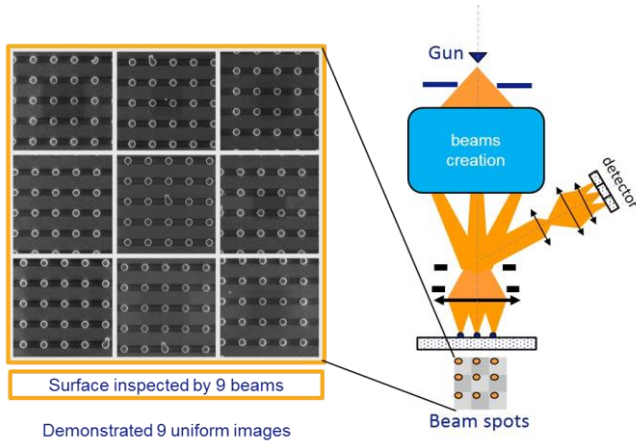 Gun
beams
creation
detector
Surface inspected by 9 beams
Beam spots
Demonstrated 9 uniform images